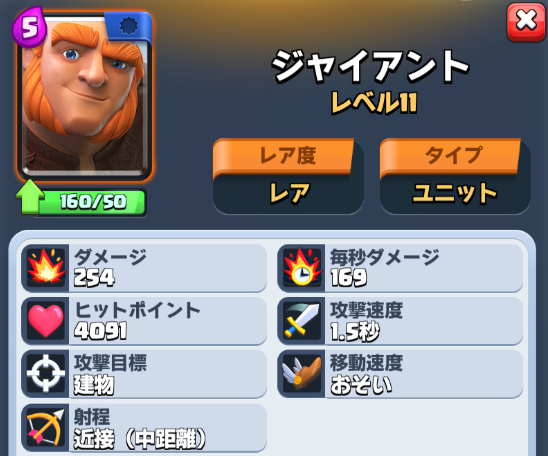 5
ジャイアント
レベル11
レア度
タイプ
レア
ユニット
160/50
ダメージ
254
毎秒ダメージ
169
ヒットポイント
4091
攻撃速度
1.5秒
攻撃目標
建物
移動速度
おそい
射程
近接（中距離）